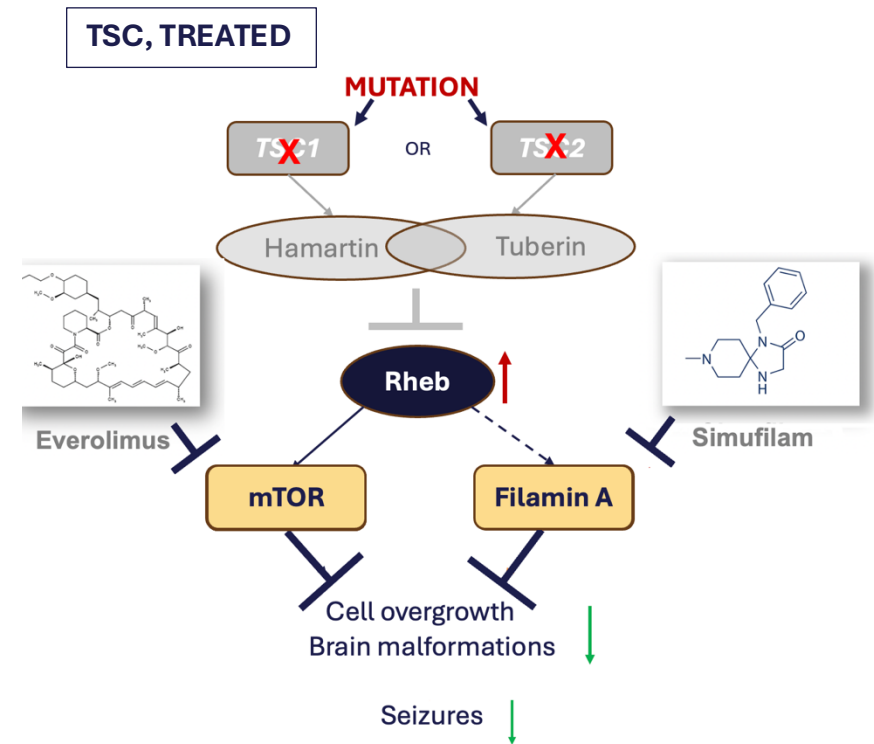 TSC, TREATED
MUTATION
TSC1
OR
TSC2
Hamartin
Tuberin
Rheb
Everolimus
Simufilam
mTOR
Filamin A
Cell overgrowth
Brain malformations
Seizures
X
X
N
N
O
N
H